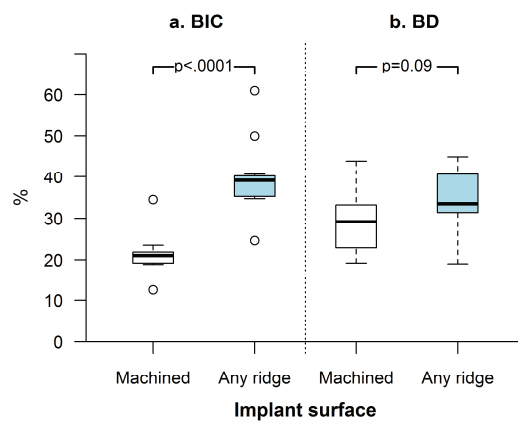 a. BIC b. BD
p<.0001 p=0.09
60
50
40
30
20
10
0
%
Machined Any ridge Machined Any ridge
Implant surface